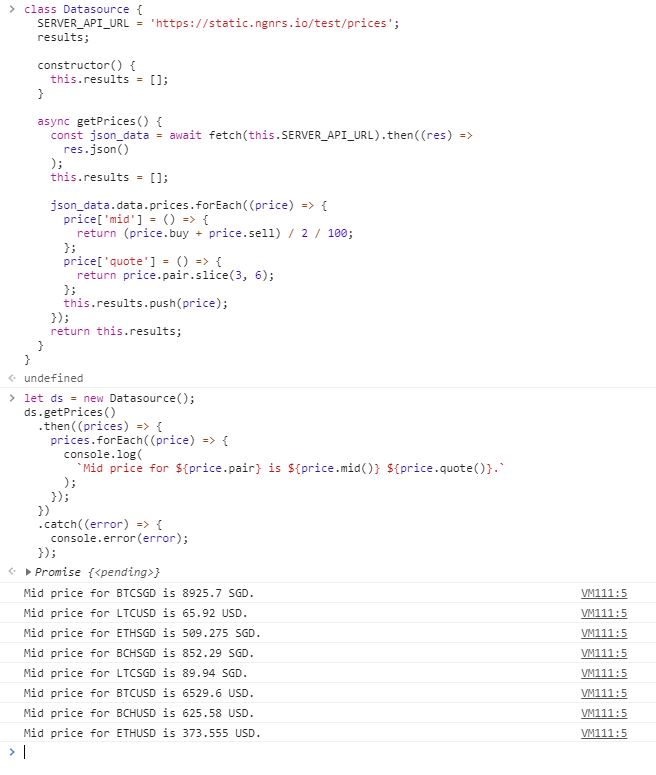 class Datasource {
  SERVER_API_URL = 'https://static.ngnrs.io/test/prices';
  results;

  constructor() {
    this.results = [];
  }

  async getPrices() {
    const json_data = await fetch(this.SERVER_API_URL).then((res) =>
      res.json()
    );
    this.results = [];

    json_data.data.prices.forEach((price) => {
      price['mid'] = () => {
        return (price.buy + price.sell) / 2 / 100;
      };
      price['quote'] = () => {
        return price.pair.slice(3, 6);
      };
      this.results.push(price);
    });
    return this.results;
  }
}
undefined
let ds = new Datasource();
ds.getPrices()
  .then((prices) => {
    prices.forEach((price) => {
      console.log(
        `Mid price for ${price.pair} is ${price.mid()} ${price.quote()}.`
      );
    });
  })
  .catch((error) => {
    console.error(error);
  });
Promise {<pending>}
Mid price for BTCSGD is 8925.7 SGD. VM111:5
Mid price for LTCUSD is 65.92 USD. VM111:5
Mid price for ETHSGD is 509.275 SGD. VM111:5
Mid price for BCHSGD is 852.29 SGD. VM111:5
Mid price for LTCSGD is 89.94 SGD. VM111:5
Mid price for BTCUSD is 6529.6 USD. VM111:5
Mid price for BCHUSD is 625.58 USD. VM111:5
Mid price for ETHUSD is 373.555 USD. VM111:5